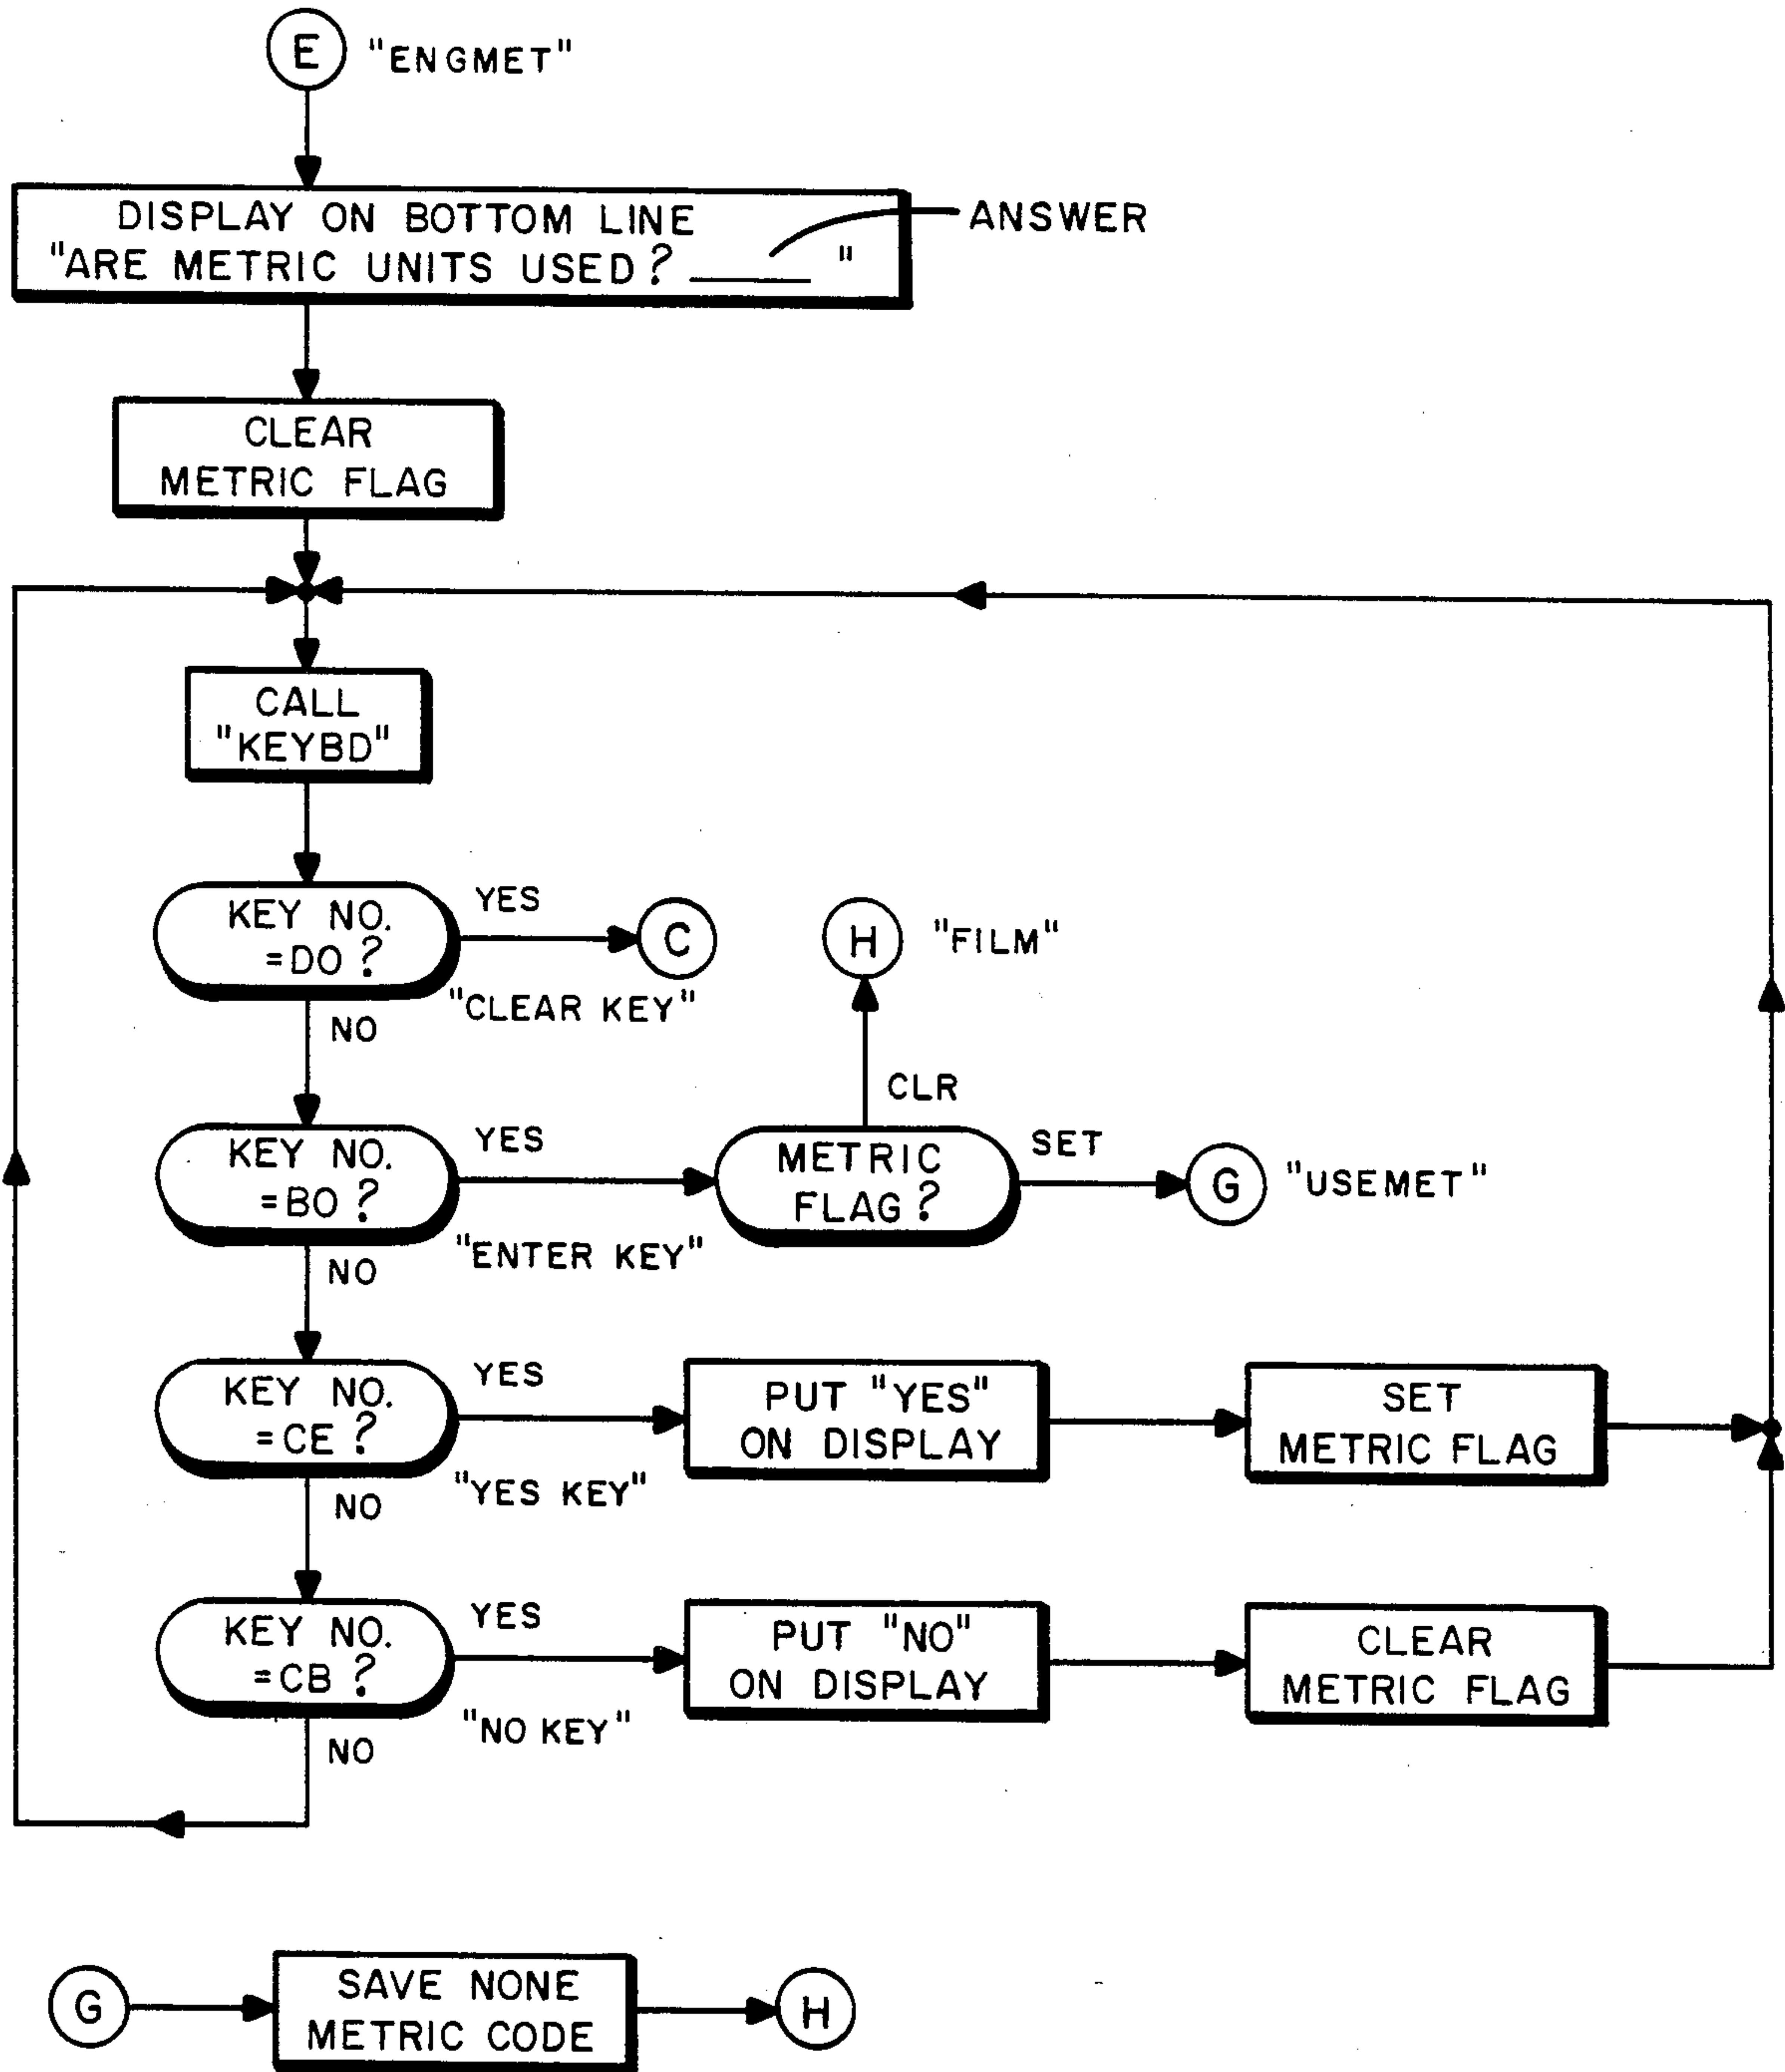 E "ENGMET"
DISPLAY ON BOTTOM LINE
"ARE METRIC UNITS USED? _____ "
ANSWER
CLEAR
METRIC FLAG
CALL
"KEYBD"
KEY NO.
=DO?
YES
C
"CLEAR KEY"
NO
H "FILM"
CLR
KEY NO.
=BO?
YES
"ENTER KEY"
NO
METRIC
FLAG?
SET
G "USEMET"
KEY NO.
=CE?
YES
"YES KEY"
NO
PUT "YES"
ON DISPLAY
SET
METRIC FLAG
KEY NO.
=CB?
YES
"NO KEY"
NO
PUT "NO"
ON DISPLAY
CLEAR
METRIC FLAG
G
SAVE NONE
METRIC CODE
H